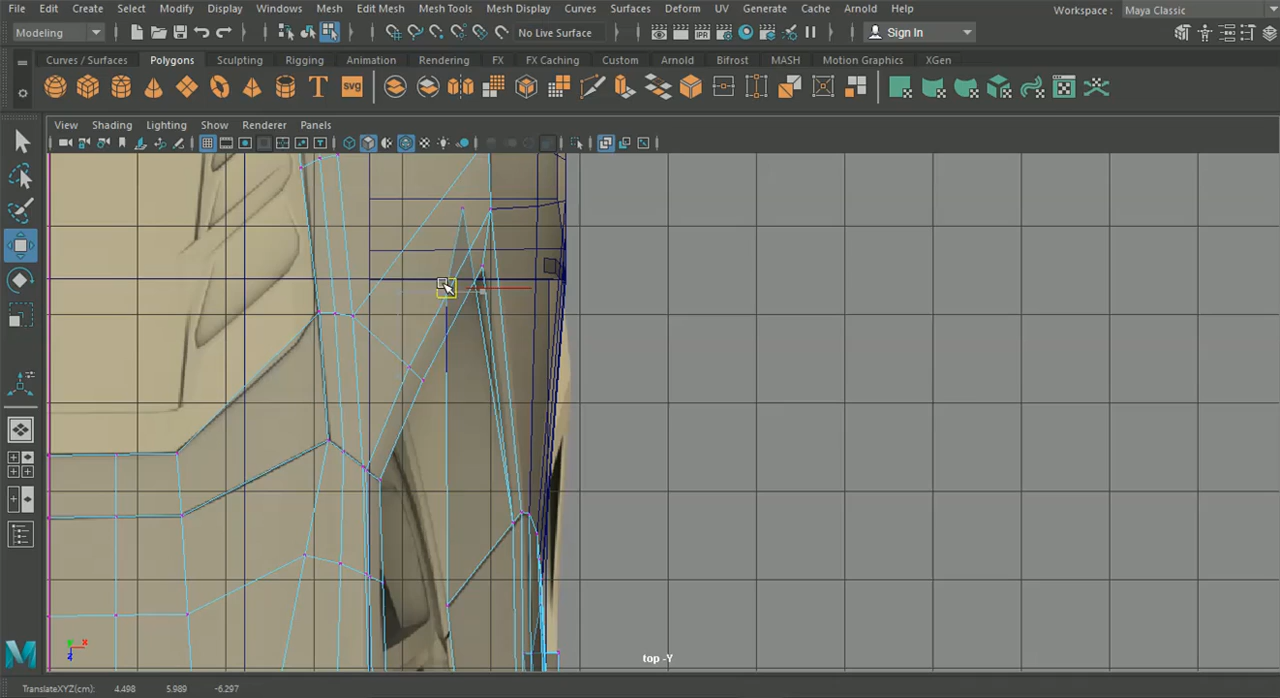 File Edit Create Select Modify Display Windows Mesh Edit Mesh Mesh Tools Mesh Display Curves Surfaces Deform UV Generate Cache Arnold Help Workspace : Maya Classic
Modeling No Live Surface IPR Sign In
Curves / Surfaces Polygons Sculpting Rigging Animation Rendering FX FX Caching Custom Arnold Bifrost MASH Motion Graphics XGen
T SVG
View Shading Lighting Show Renderer Panels
top -Y
y x
z
M
TranslateXYZ(cm): 4.498 5.989 -6.297